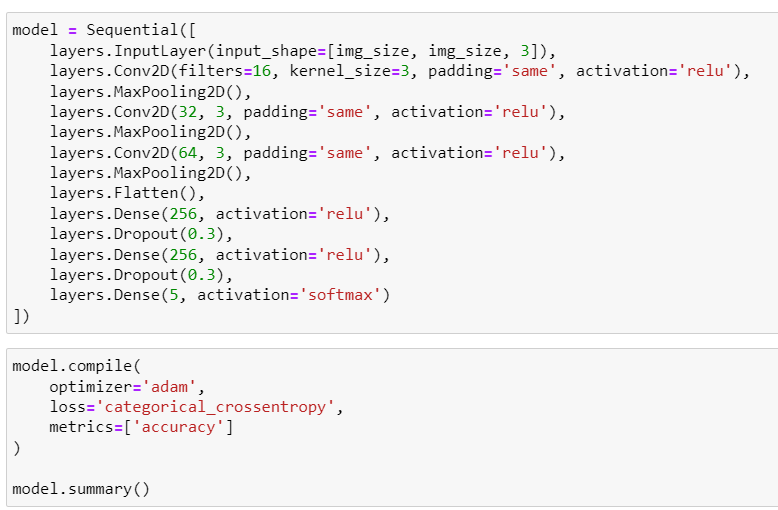 model = Sequential([
    layers.InputLayer(input_shape=[img_size, img_size, 3]),
    layers.Conv2D(filters=16, kernel_size=3, padding='same', activation='relu'),
    layers.MaxPooling2D(),
    layers.Conv2D(32, 3, padding='same', activation='relu'),
    layers.MaxPooling2D(),
    layers.Conv2D(64, 3, padding='same', activation='relu'),
    layers.MaxPooling2D(),
    layers.Flatten(),
    layers.Dense(256, activation='relu'),
    layers.Dropout(0.3),
    layers.Dense(256, activation='relu'),
    layers.Dropout(0.3),
    layers.Dense(5, activation='softmax')
])
model.compile(
    optimizer='adam',
    loss='categorical_crossentropy',
    metrics=['accuracy']
)
model.summary()